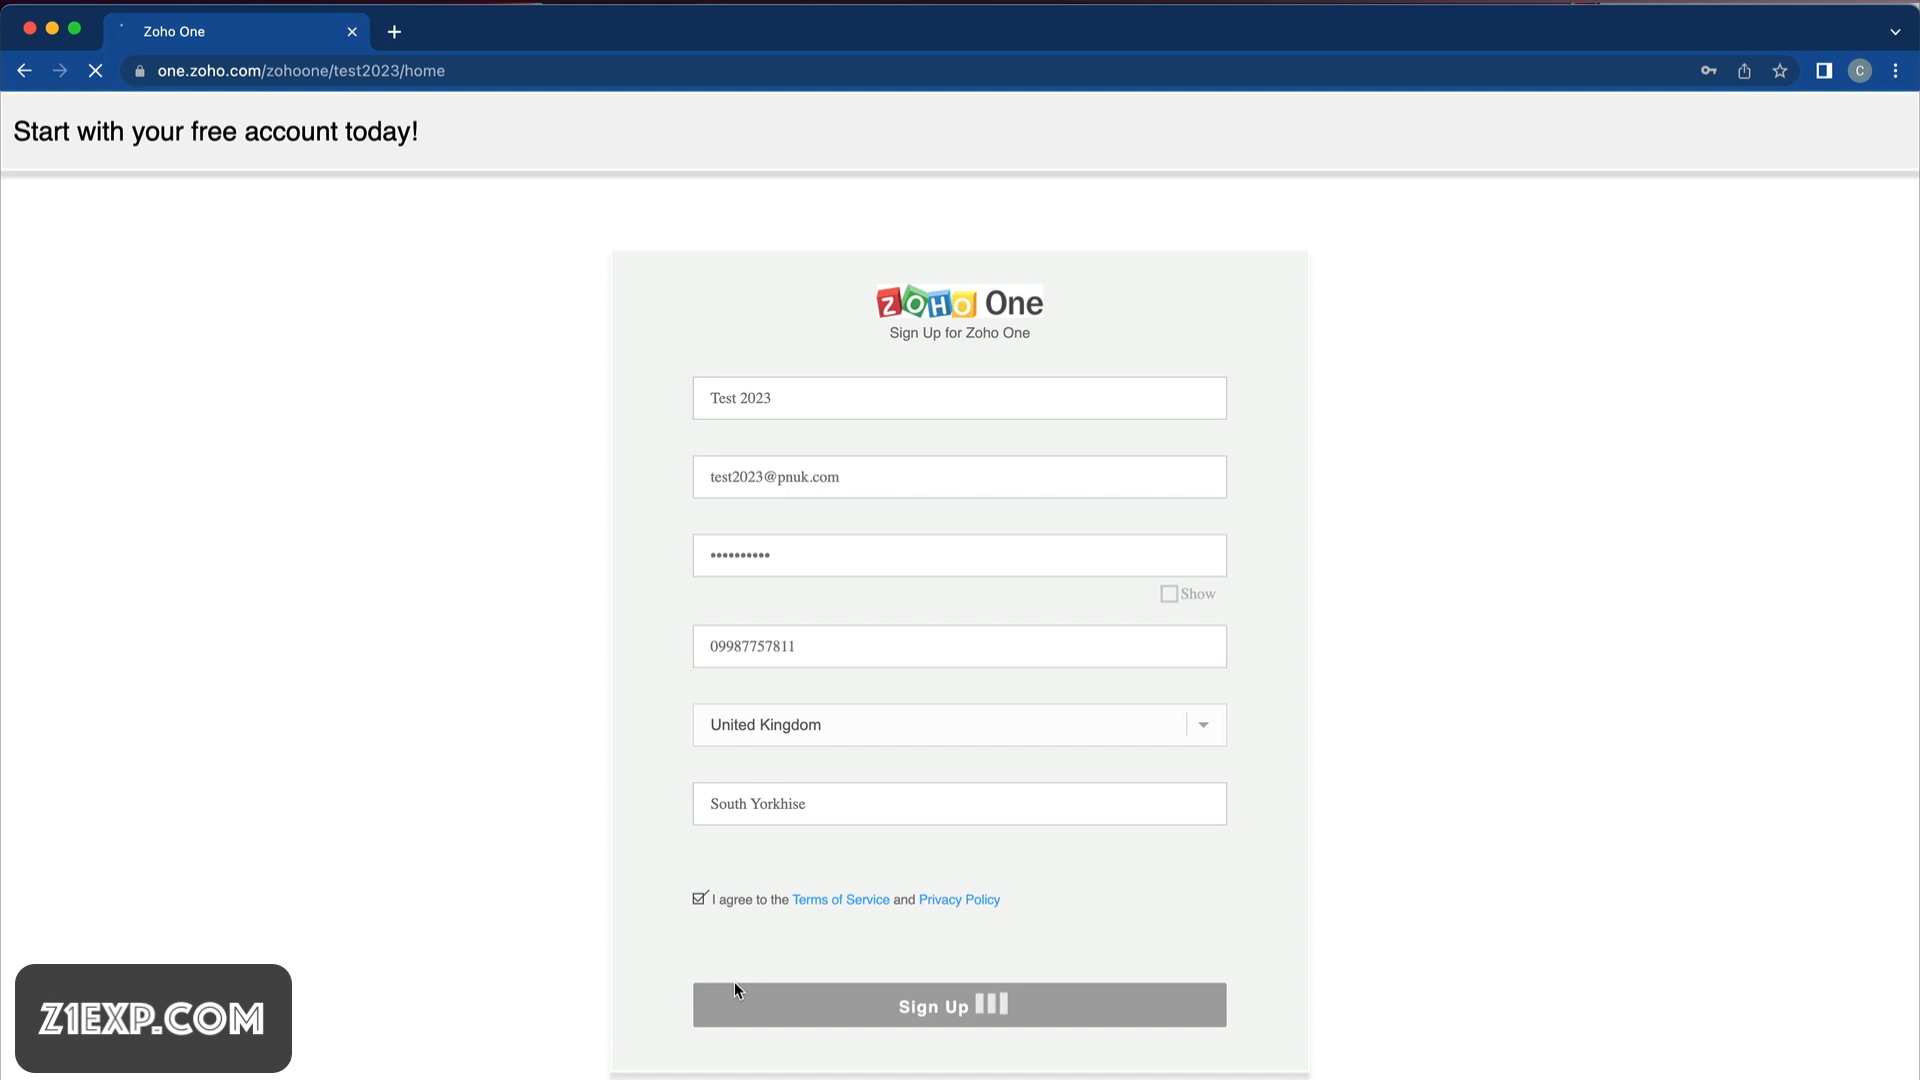 Zoho One
one.zoho.com/zohoone/test2023/home
C
Start with your free account today!
ZOHO One
Sign Up for Zoho One
Test 2023
test2023@pnuk.com
••••••••••
Show
09987757811
United Kingdom
South Yorkhise
I agree to the Terms of Service and Privacy Policy
Sign Up
Z1EXP.COM